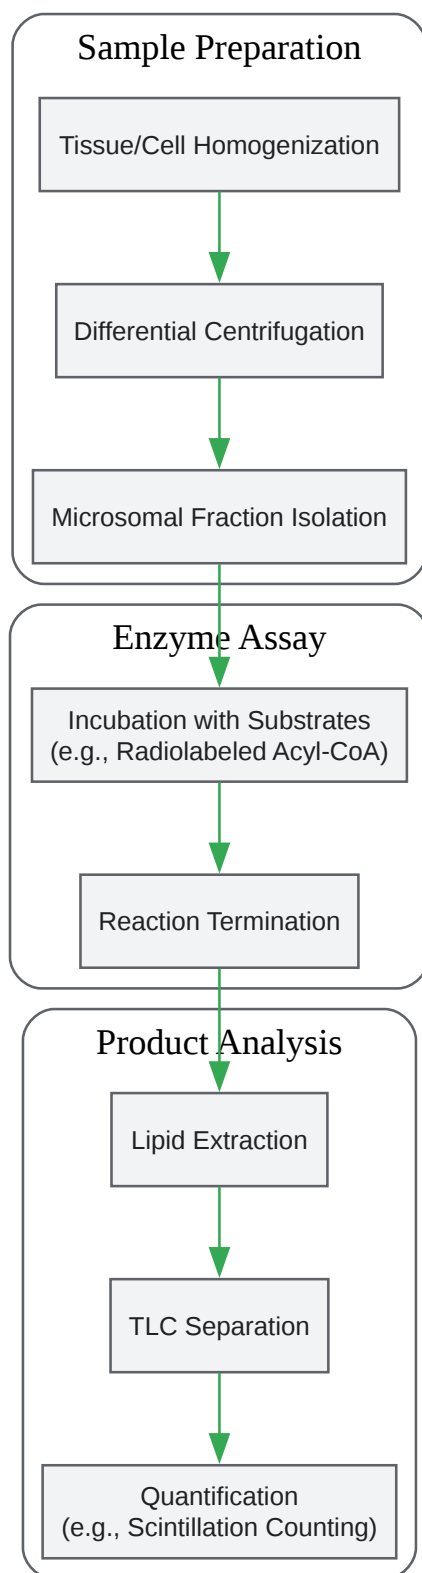 Sample Preparation
Tissue/Cell Homogenization
Differential Centrifugation
Microsomal Fraction Isolation
Enzyme Assay
Incubation with Substrates
(e.g., Radiolabeled Acyl-CoA)
Reaction Termination
Product Analysis
Lipid Extraction
TLC Separation
Quantification
(e.g., Scintillation Counting)